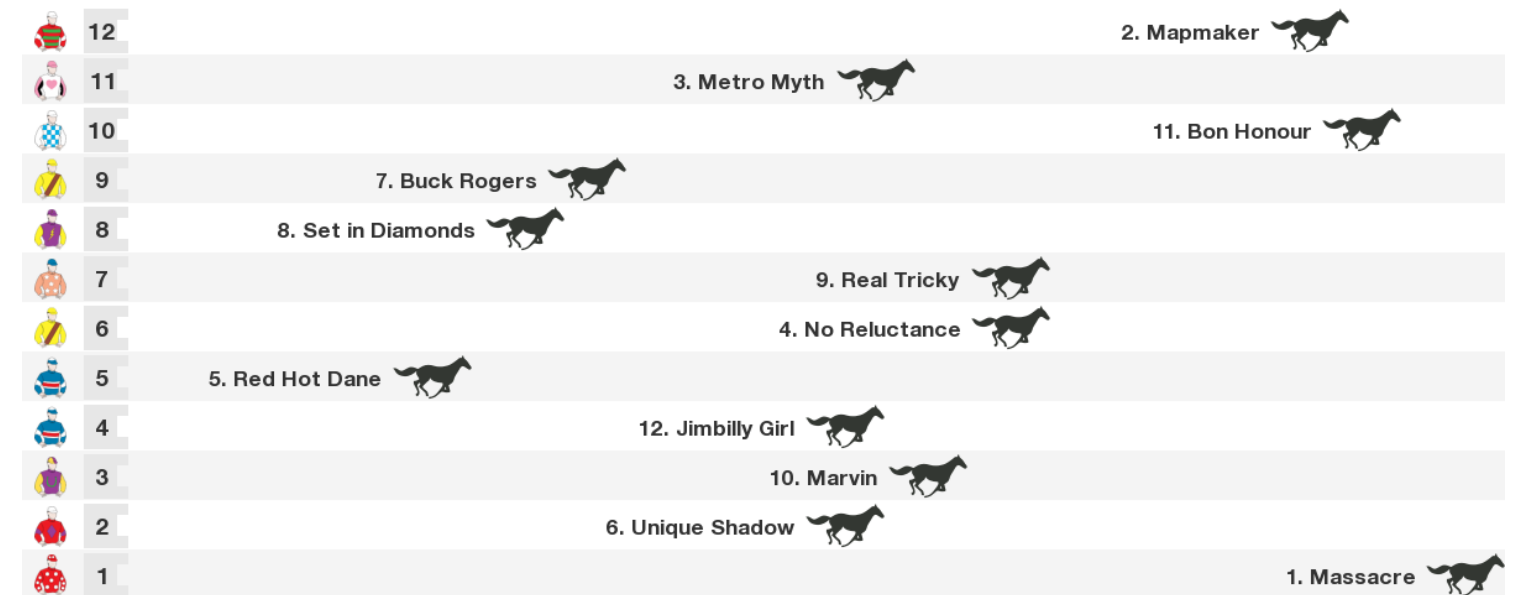 12 2. Mapmaker
11 3. Metro Myth
10 11. Bon Honour
9 7. Buck Rogers
8 8. Set in Diamonds
7 9. Real Tricky
6 4. No Reluctance
5 5. Red Hot Dane
4 12. Jimbilly Girl
3 10. Marvin
2 6. Unique Shadow
1 1. Massacre